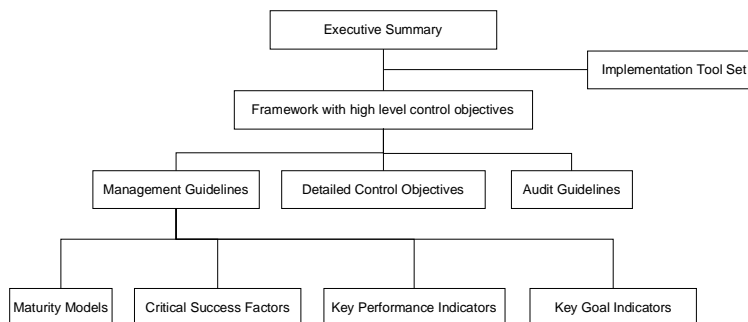 Executive Summary
Implementation Tool Set
Framework with high level control objectives
Management Guidelines
Detailed Control Objectives
Audit Guidelines
Maturity Models
Critical Success Factors
Key Performance Indicators
Key Goal Indicators